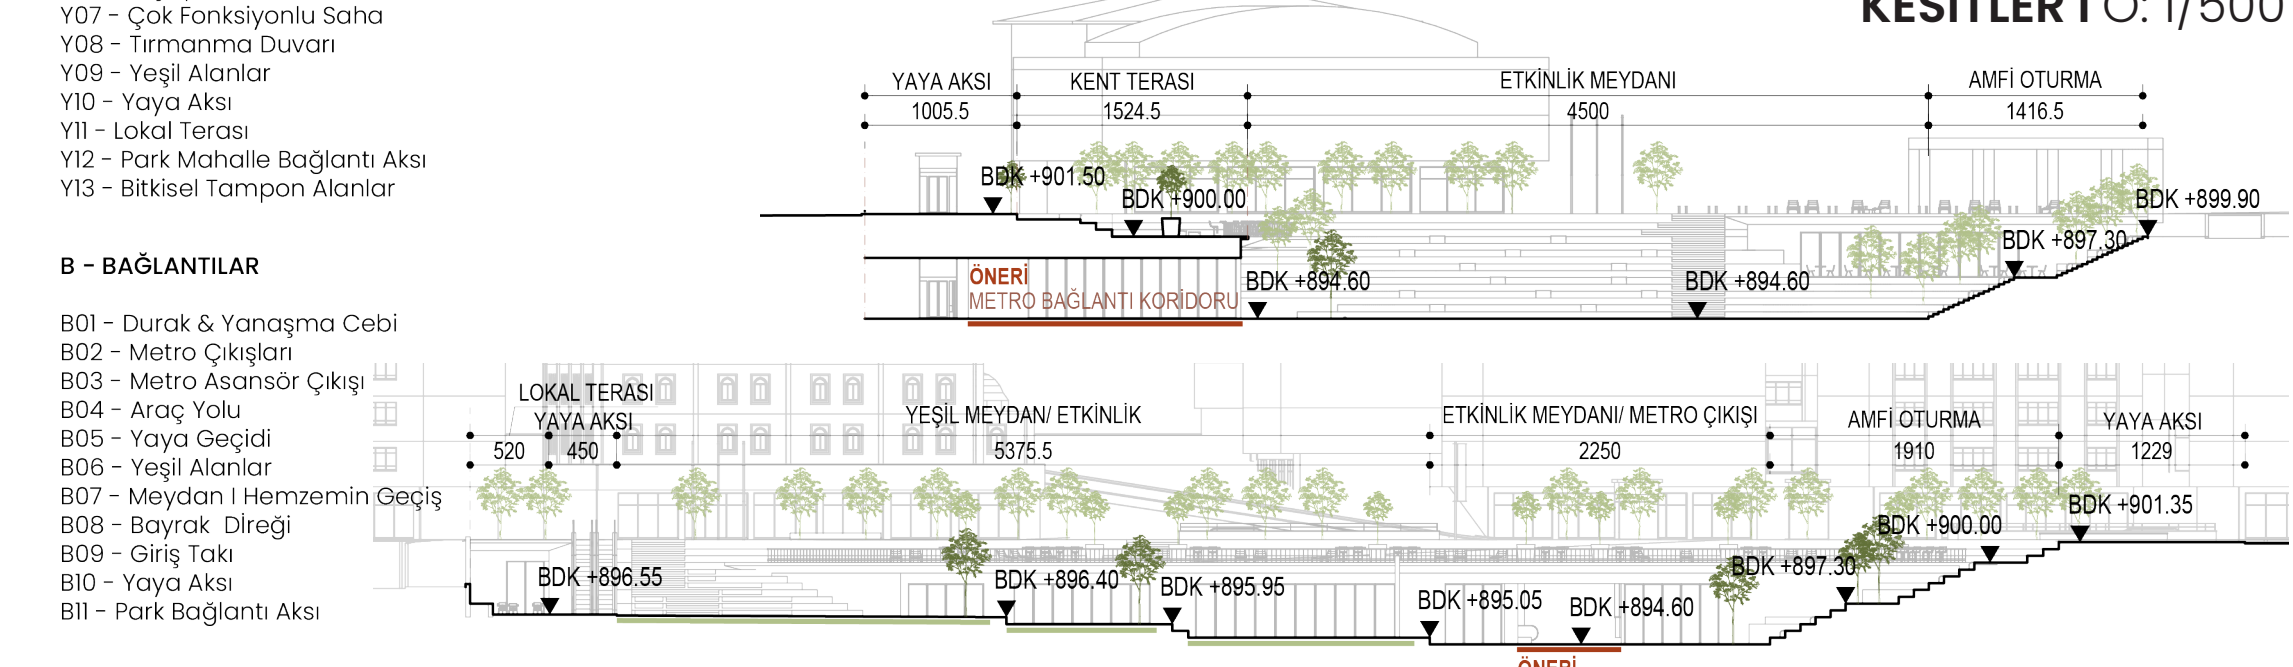 Y07 - Çok Fonksiyonlu Saha
Y08 - Tırmanma Duvarı
Y09 - Yeşil Alanlar
Y10 - Yaya Aksı
Y11 - Lokal Terası
Y12 - Park Mahalle Bağlantı Aksı
Y13 - Bitkisel Tampon Alanlar
B - BAĞLANTILAR
B01 - Durak & Yanaşma Cebi
B02 - Metro Çıkışları
B03 - Metro Asansör Çıkışı
B04 - Araç Yolu
B05 - Yaya Geçidi
B06 - Yeşil Alanlar
B07 - Meydan I Hemzemin Geçiş
B08 - Bayrak Dİreği
B09 - Giriş Takı
B10 - Yaya Aksı
B11 - Park Bağlantı Aksı
KESİTLER I Ö: 1/500
YAYA AKSI
KENT TERASI
ETKİNLİK MEYDANI
AMFİ OTURMA
1005.5
1524.5
4500
1416.5
BDK +901.50
BDK +900.00
BDK +899.90
BDK +897.30
BDK +894.60
BDK +894.60
ÖNERİ
METRO BAĞLANTI KORİDORU
LOKAL TERASI
YAYA AKSI
YEŞİL MEYDAN/ ETKİNLİK
ETKİNLİK MEYDANI/ METRO ÇIKIŞI
AMFİ OTURMA
YAYA AKSI
520
450
5375.5
2250
1910
1229
BDK +901.35
BDK +900.00
BDK +897.30
BDK +896.55
BDK +896.40
BDK +895.95
BDK +895.05
BDK +894.60
ÖNERİ